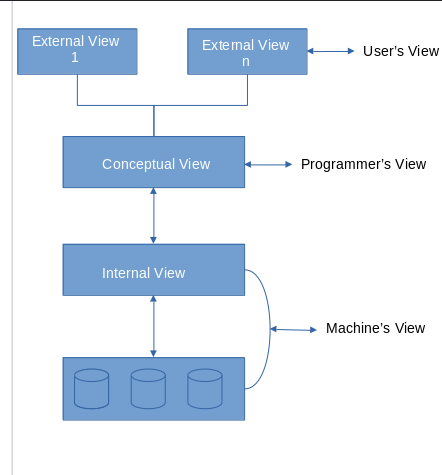 External View
1
External View
n
User's View
Conceptual View
Programmer's View
Internal View
Machine's View